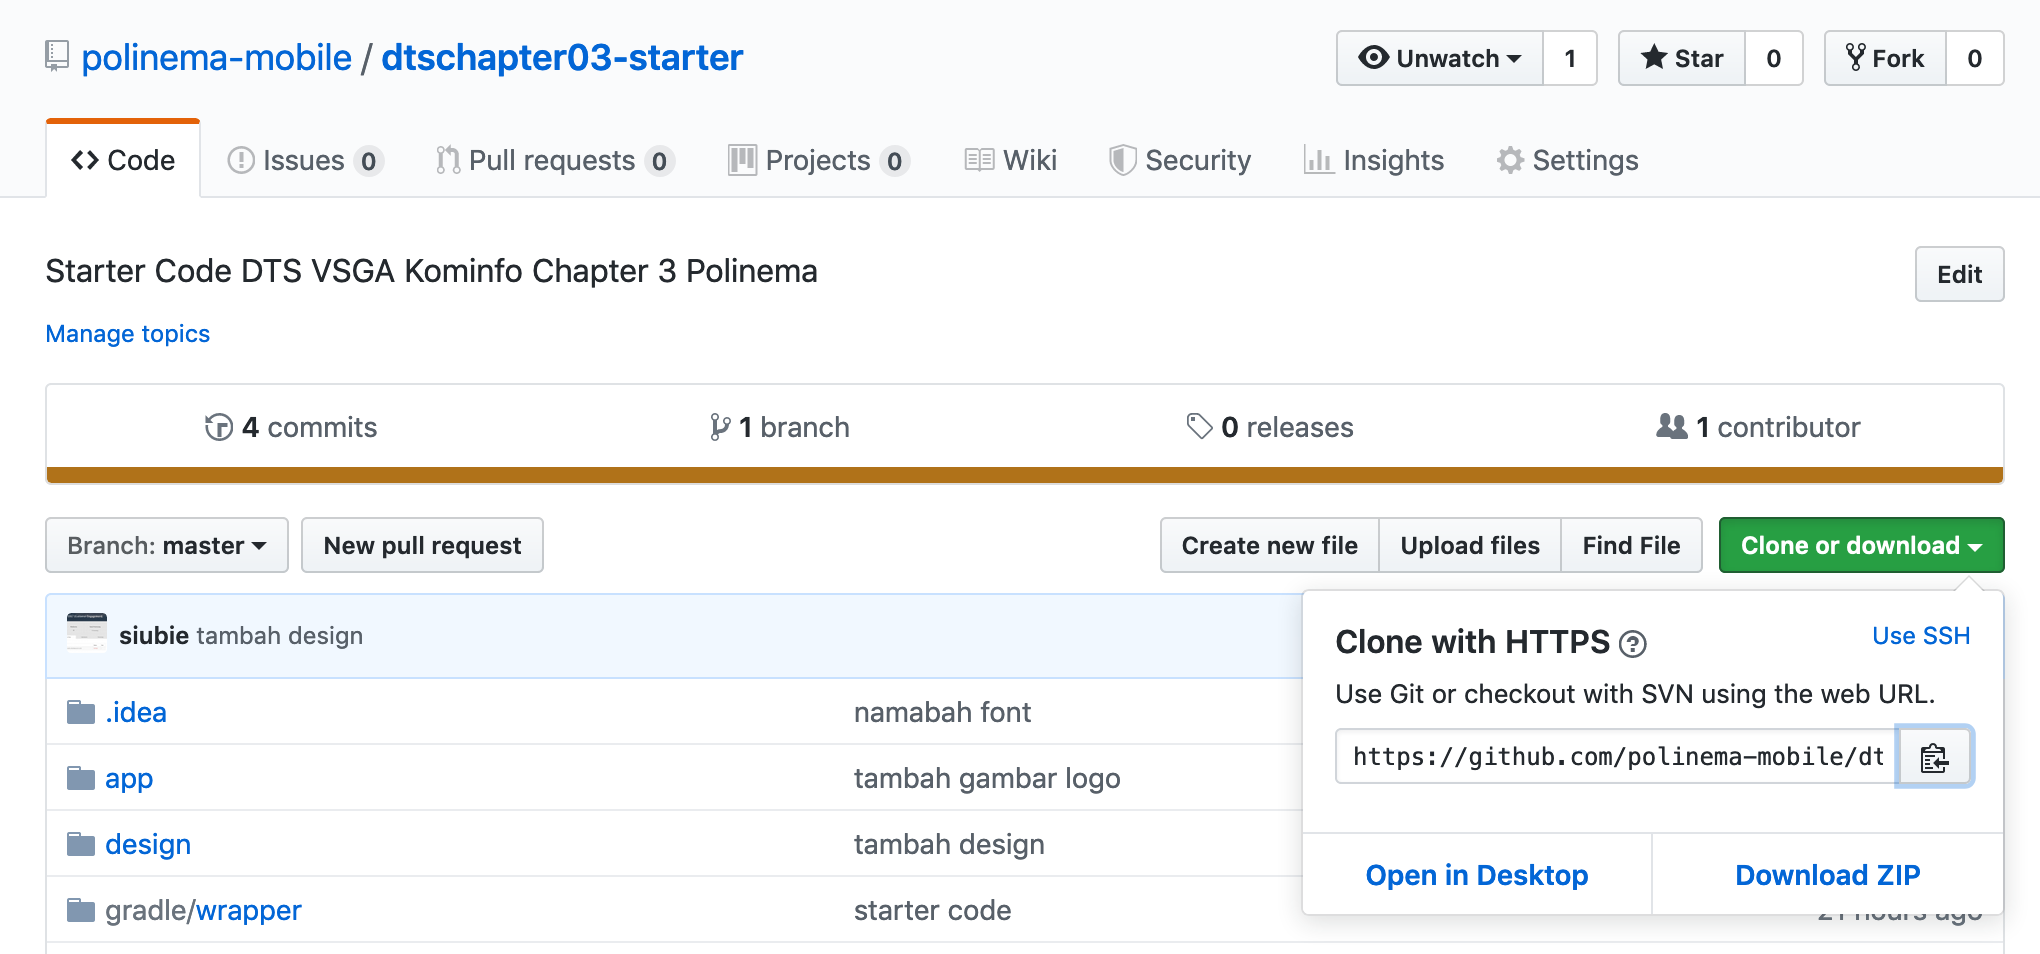 polinema-mobile / dtschapter03-starter
Unwatch 1 Star 0 Fork 0
Code Issues 0 Pull requests 0 Projects 0 Wiki Security Insights Settings
Starter Code DTS VSGA Kominfo Chapter 3 Polinema
Edit
Manage topics
4 commits 1 branch 0 releases 1 contributor
Branch: master New pull request Create new file Upload files Find File Clone or download
siubie tambah design
Clone with HTTPS ? Use SSH
Use Git or checkout with SVN using the web URL.
https://github.com/polinema-mobile/dt
Open in Desktop Download ZIP
.idea namabah font
app tambah gambar logo
design tambah design
gradle/wrapper starter code 21 hours ago